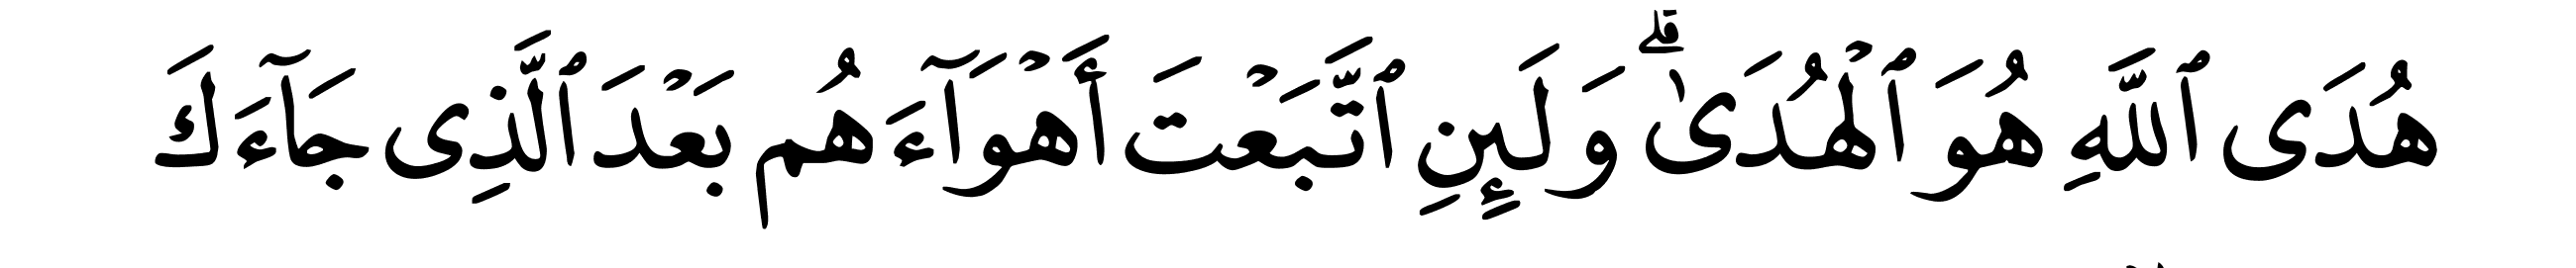 هُدَى ٱللَّهِ هُوَ ٱلْهُدَىٰ ۗ وَلَئِنِ ٱتَّبَعْتَ أَهْوَآءَهُم بَعْدَ ٱلَّذِى جَآءَكَ